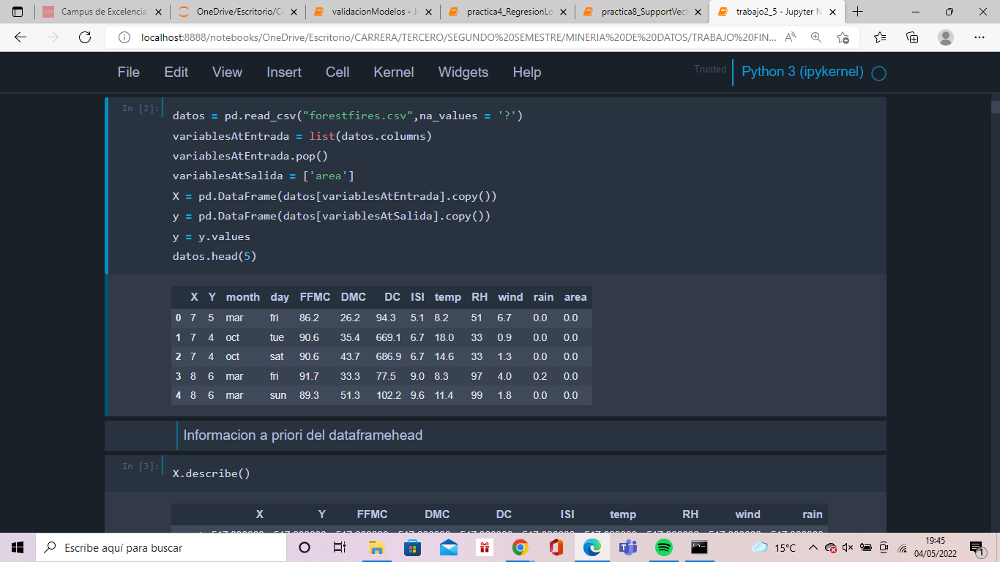 Campus de Excelencia
OneDrive/Escritorio/CA
validacionModelos - Ju
practica4_RegresionLo
practica8_SupportVect
trabajo2_5 - Jupyter N
localhost:8888/notebooks/OneDrive/Escritorio/CARRERA/TERCERO/SEGUNDO%20SEMESTRE/MINERIA%20DE%20DATOS/TRABAJO%20FIN...
File Edit View Insert Cell Kernel Widgets Help Trusted Python 3 (ipykernel)
In [2]:
datos = pd.read_csv("forestfires.csv",na_values = '?')
variablesAtEntrada = list(datos.columns)
variablesAtEntrada.pop()
variablesAtSalida = ['area']
X = pd.DataFrame(datos[variablesAtEntrada].copy())
y = pd.DataFrame(datos[variablesAtSalida].copy())
y = y.values
datos.head(5)
X Y month day FFMC DMC DC ISI temp RH wind rain area
0 7 5 mar fri 86.2 26.2 94.3 5.1 8.2 51 6.7 0.0 0.0
1 7 4 oct tue 90.6 35.4 669.1 6.7 18.0 33 0.9 0.0 0.0
2 7 4 oct sat 90.6 43.7 686.9 6.7 14.6 33 1.3 0.0 0.0
3 8 6 mar fri 91.7 33.3 77.5 9.0 8.3 97 4.0 0.2 0.0
4 8 6 mar sun 89.3 51.3 102.2 9.6 11.4 99 1.8 0.0 0.0
Informacion a priori del dataframehead
In [3]:
X.describe()
X Y FFMC DMC DC ISI temp RH wind rain
Escribe aquí para buscar
15°C
19:45
04/05/2022
1